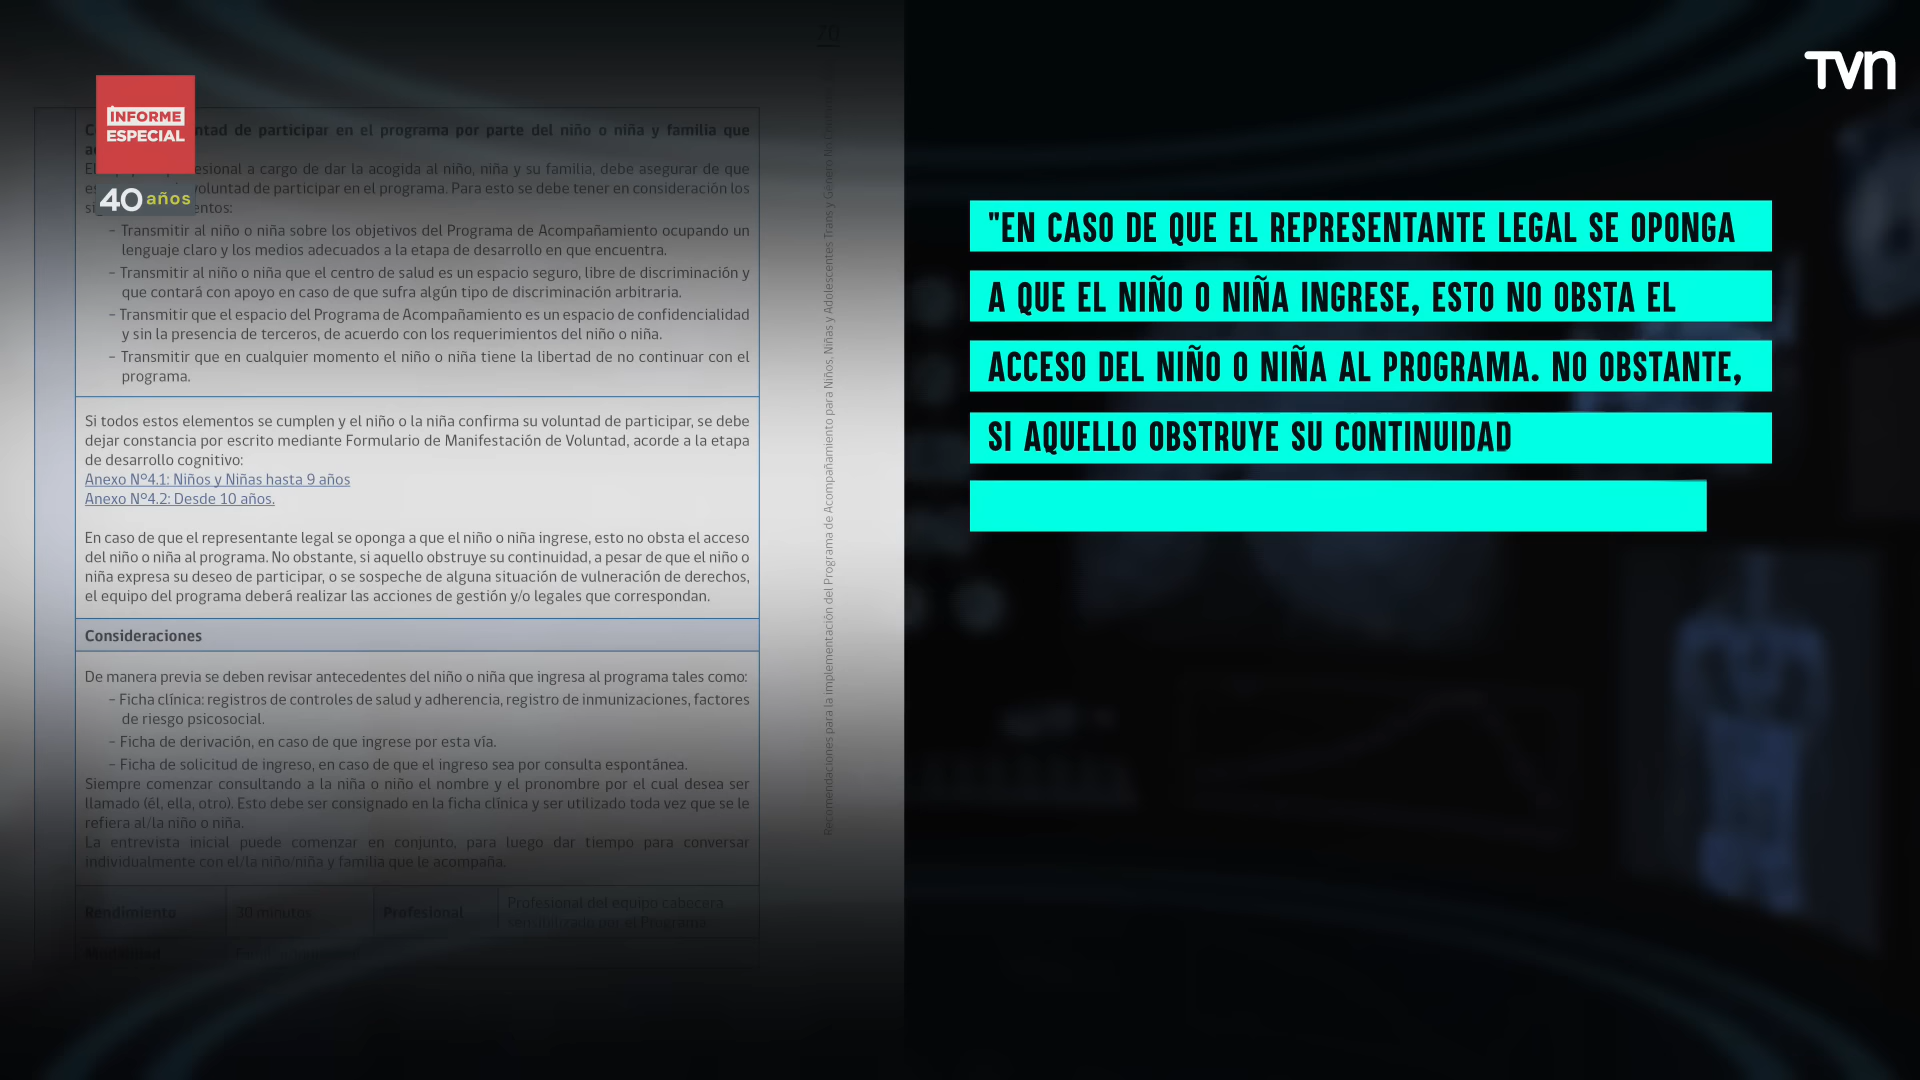 INFORME
ESPECIAL
40 años
ntad de participar en el programa por parte del niño o niña y familia que
esional a cargo de dar la acogida al niño, niña y su familia, debe asegurar de que
voluntad de participar en el programa. Para esto se debe tener en consideración los
entos:
– Transmitir al niño o niña sobre los objetivos del Programa de Acompañamiento ocupando un
lenguaje claro y los medios adecuados a la etapa de desarrollo en que encuentra.
– Transmitir al niño o niña que el centro de salud es un espacio seguro, libre de discriminación y
que contará con apoyo en caso de que sufra algún tipo de discriminación arbitraria.
– Transmitir que el espacio del Programa de Acompañamiento es un espacio de confidencialidad
y sin la presencia de terceros, de acuerdo con los requerimientos del niño o niña.
– Transmitir que en cualquier momento el niño o niña tiene la libertad de no continuar con el
programa.
Si todos estos elementos se cumplen y el niño o la niña confirma su voluntad de participar, se debe
dejar constancia por escrito mediante Formulario de Manifestación de Voluntad, acorde a la etapa
de desarrollo cognitivo:
Anexo Nº4.1: Niños y Niñas hasta 9 años
Anexo Nº4.2: Desde 10 años.
En caso de que el representante legal se oponga a que el niño o niña ingrese, esto no obsta el acceso
del niño o niña al programa. No obstante, si aquello obstruye su continuidad, a pesar de que el niño o
niña expresa su deseo de participar, o se sospeche de alguna situación de vulneración de derechos,
el equipo del programa deberá realizar las acciones de gestión y/o legales que correspondan.
Consideraciones
De manera previa se deben revisar antecedentes del niño o niña que ingresa al programa tales como:
– Ficha clínica: registros de controles de salud y adherencia, registro de inmunizaciones, factores
de riesgo psicosocial.
– Ficha de derivación, en caso de que ingrese por esta vía.
– Ficha de solicitud de ingreso, en caso de que el ingreso sea por consulta espontánea.
Siempre comenzar consultando a la niña o niño el nombre y el pronombre por el cual desea ser
llamado (él, ella, otro). Esto debe ser consignado en la ficha clínica y ser utilizado toda vez que se le
refiera al/la niño o niña.
La entrevista inicial puede comenzar en conjunto, para luego dar tiempo para conversar
individualmente con el/la niño/niña y familia que le acompaña.
Rendimiento 30 minutos Profesional Profesional del equipo cabecera
por el Programa
70
Recomendaciones para la implementación del Programa de Acompañamiento para Niños, Niñas y Adolescentes Trans y Género No Conforme
TVN
"EN CASO DE QUE EL REPRESENTANTE LEGAL SE OPONGA
A QUE EL NIÑO O NIÑA INGRESE, ESTO NO OBSTA EL
ACCESO DEL NIÑO O NIÑA AL PROGRAMA. NO OBSTANTE,
SI AQUELLO OBSTRUYE SU CONTINUIDAD